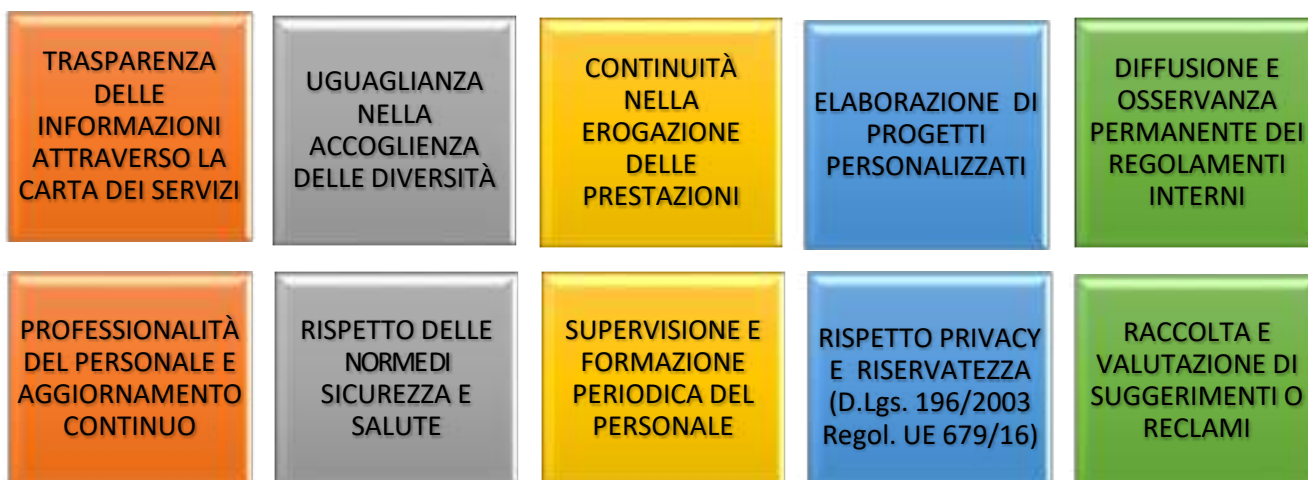 TRASPARENZA
DELLE
INFORMAZIONI
ATTRAVERSO LA
CARTA DEI SERVIZI
UGUAGLIANZA
NELLA
ACCOGLIENZA
DELLE DIVERSITÀ
CONTINUITÀ
NELLA
EROGAZIONE
DELLE
PRESTAZIONI
ELABORAZIONE DI
PROGETTI
PERSONALIZZATI
DIFFUSIONE E
OSSERVANZA
PERMANENTE DEI
REGOLAMENTI
INTERNI
PROFESSIONALITÀ
DEL PERSONALE E
AGGIORNAMENTO
CONTINUO
RISPETTO DELLE
NORMEDI
SICUREZZA E
SALUTE
SUPERVISIONE E
FORMAZIONE
PERIODICA DEL
PERSONALE
RISPETTO PRIVACY
E RISERVATEZZA
(D.Lgs. 196/2003
Regol. UE 679/16)
RACCOLTA E
VALUTAZIONE DI
SUGGERIMENTI O
RECLAMI